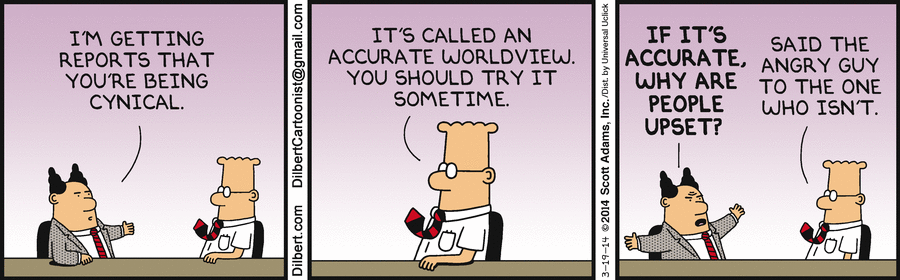 I'M GETTING
REPORTS THAT
YOU'RE BEING
CYNICAL.
Dilbert.com DilbertCartoonist@gmail.com
IT'S CALLED AN
ACCURATE WORLDVIEW.
YOU SHOULD TRY IT
SOMETIME.
3-19-14 ©2014 Scott Adams, Inc./Dist. by Universal Uclick
IF IT'S
ACCURATE,
WHY ARE
PEOPLE
UPSET?
SAID THE
ANGRY GUY
TO THE ONE
WHO ISN'T.